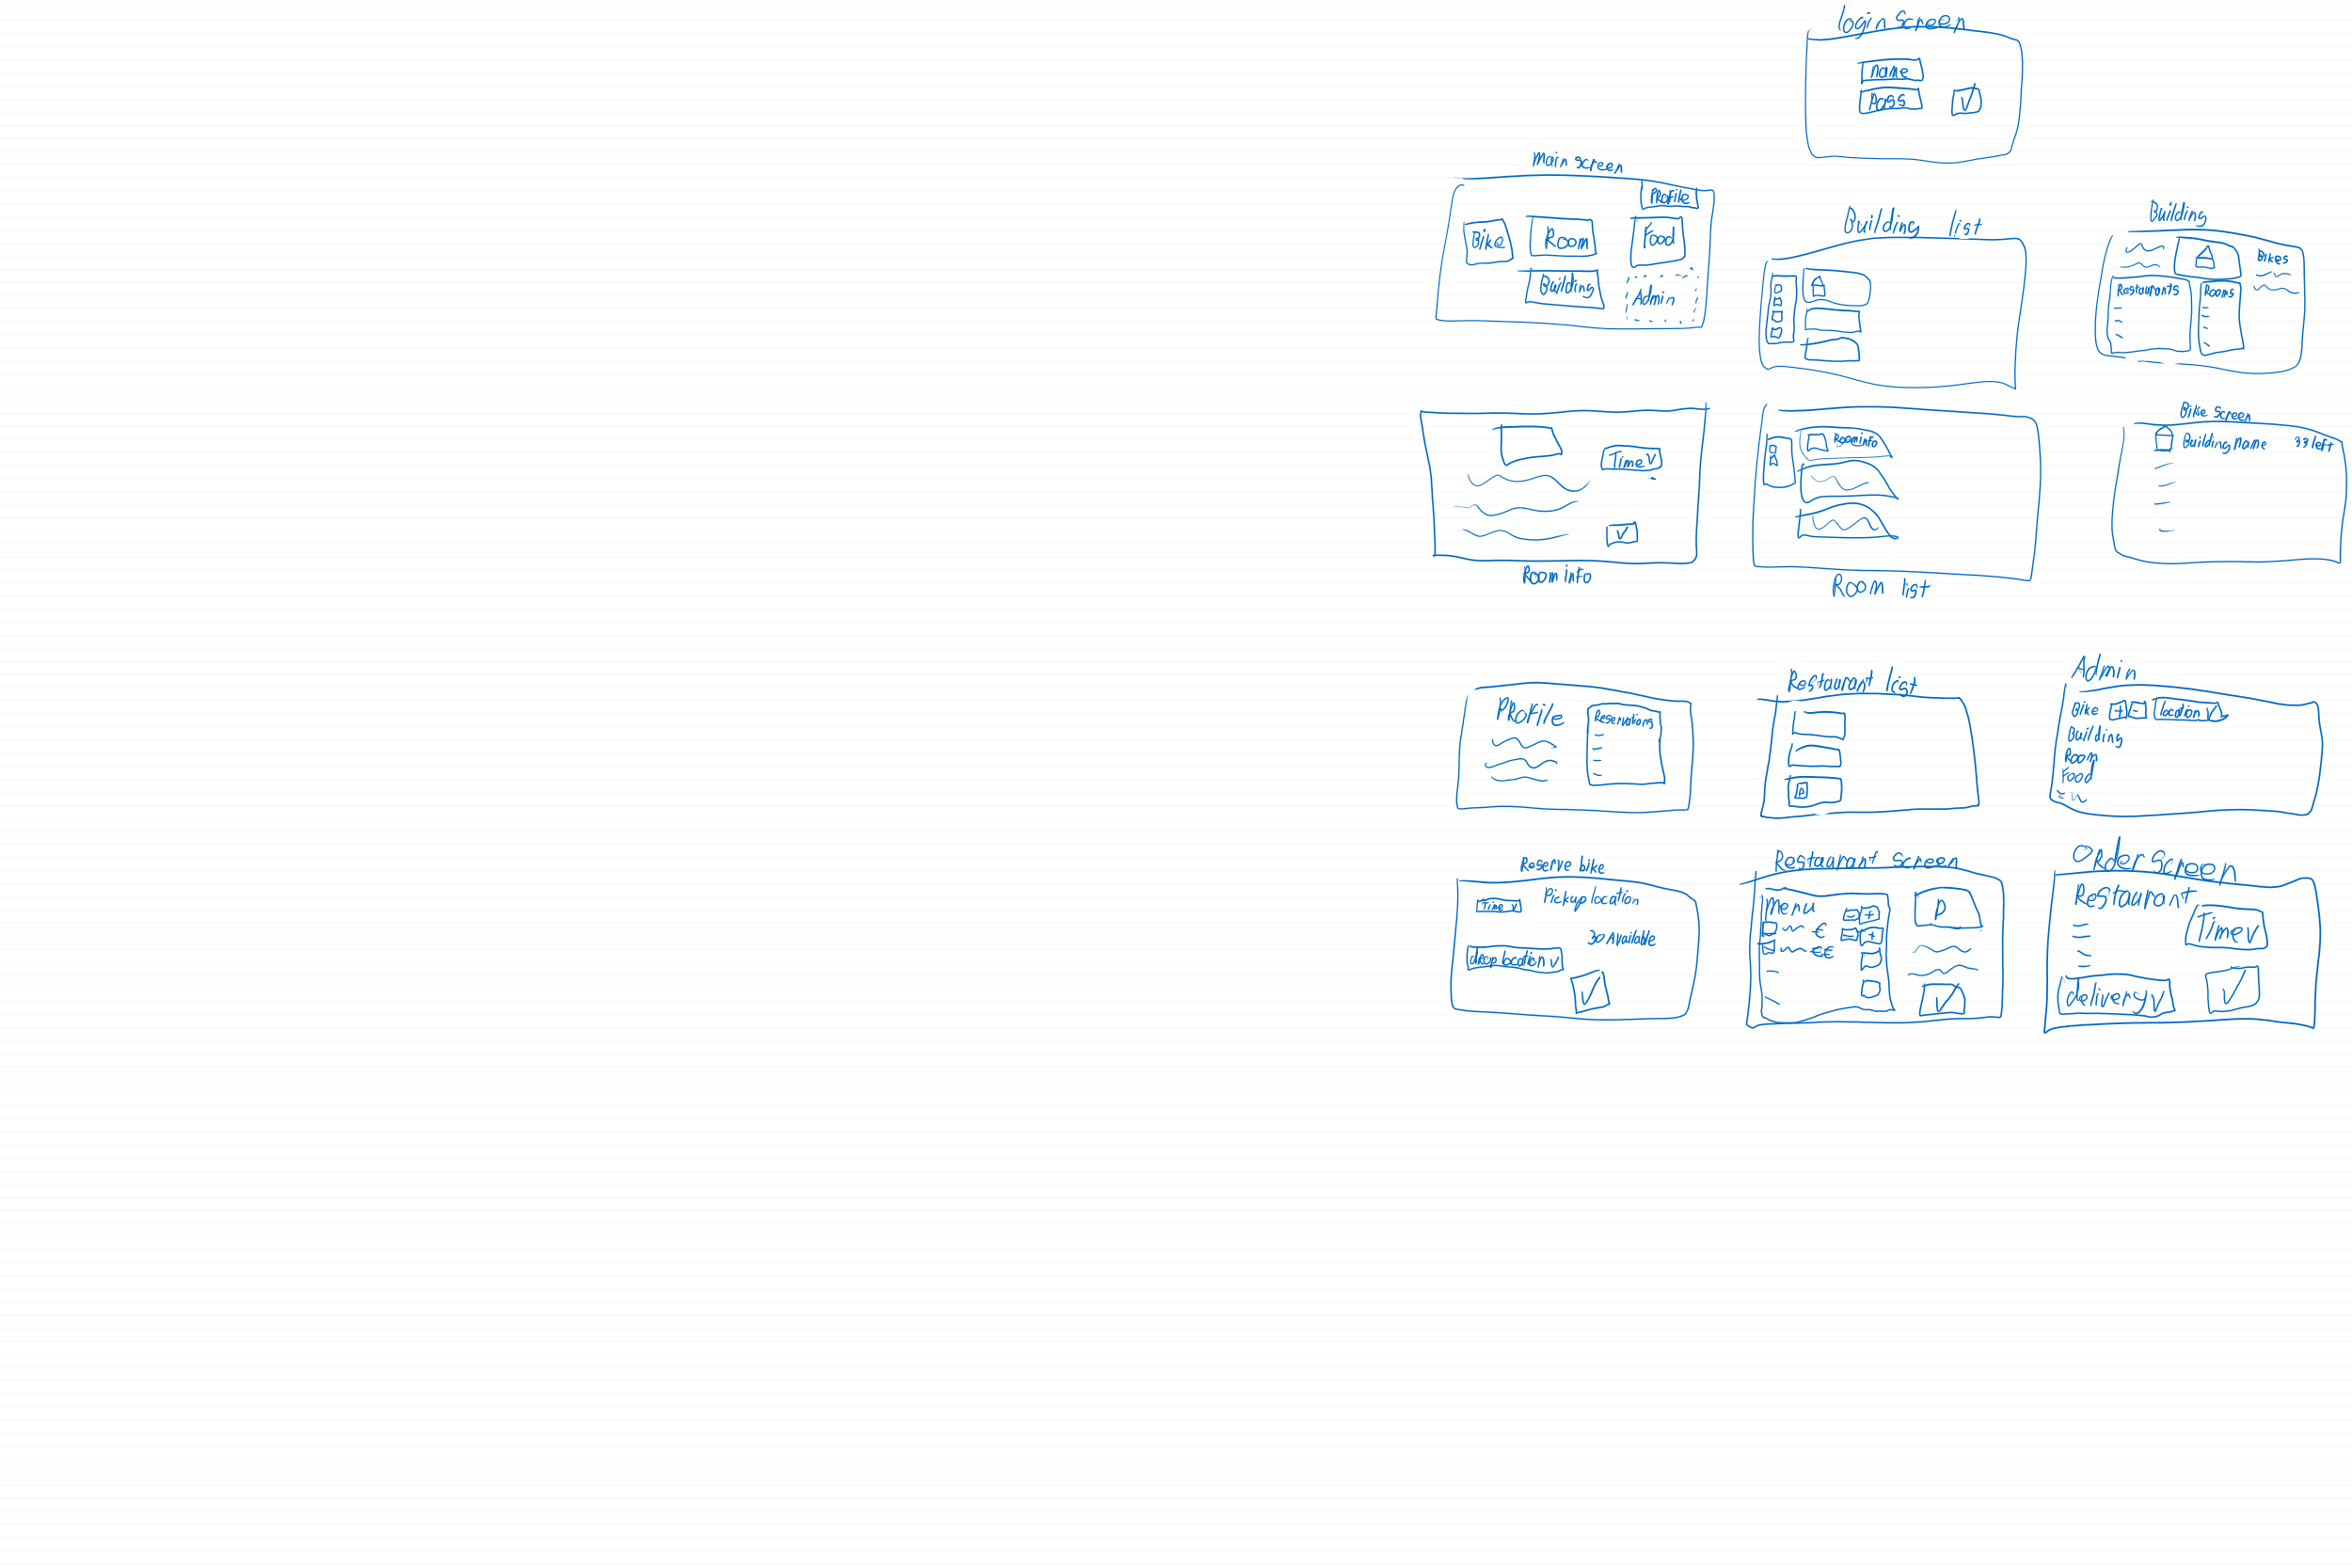 login screen
name
Pass
Main screen
Profile
Bike
Room
Food
Building
Admin
Building list
Building
Bikes
Restaurants
Rooms
Time
Room info
Room info
Room list
Bike screen
Building name 33 left
Profile
Reservations
Restaurant list
Admin
Bike + - location
Building
Room
Food
Reserve bike
Time
Pickup location
30 Available
drop location
Restaurant screen
Menu - +
€ - +
€€
P
Order screen
Restaurant
Time
delivery